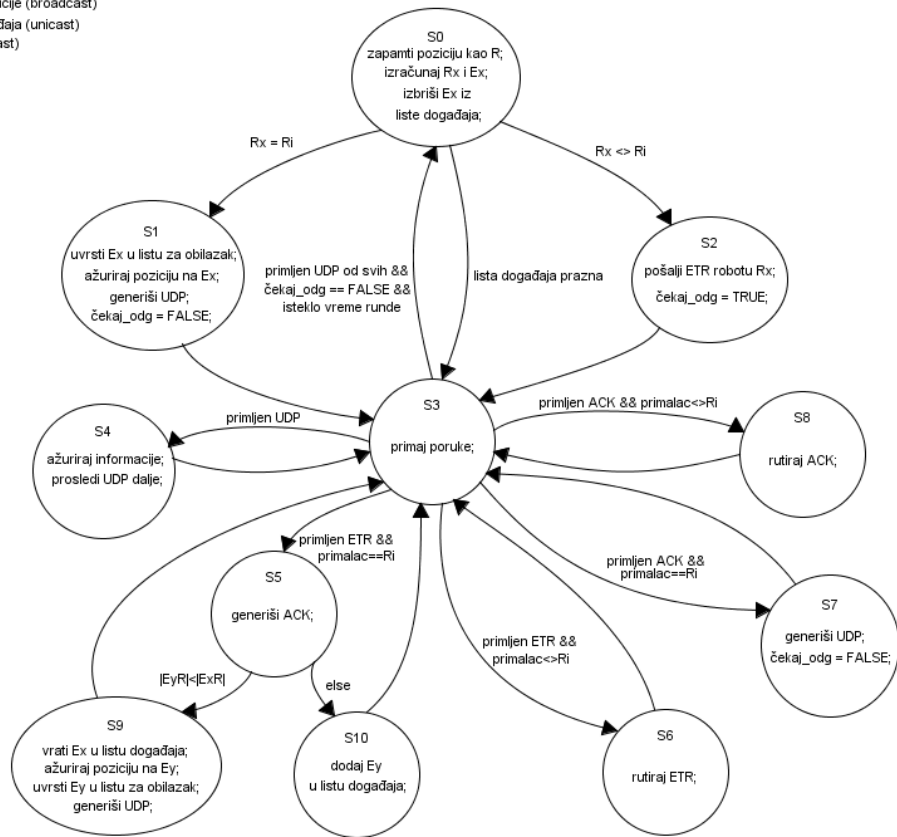 (broadcast)
(unicast)
S0
zapamti poziciju kao R;
izračunaj Rx i Ex;
izbriši Ex iz
liste događaja;
Rx = Ri
Rx <> Ri
S1
uvrsti Ex u listu za obilazak;
ažuriraj poziciju na Ex;
generiši UDP;
čekaj_odg = FALSE;
primljen UDP od svih &&
čekaj_odg == FALSE &&
isteklo vreme runde
lista događaja prazna
S2
pošalji ETR robotu Rx;
čekaj_odg = TRUE;
S3
primaj poruke;
primljen UDP
S4
ažuriraj informacije;
prosledi UDP dalje;
primljen ACK && primalac<>Ri
S8
rutiraj ACK;
primljen ETR &&
primalac==Ri
S5
generiši ACK;
primljen ACK &&
primalac==Ri
S7
generiši UDP;
čekaj_odg = FALSE;
primljen ETR &&
primalac<>Ri
|EyR|<|ExR|
else
S9
vrati Ex u listu događaja;
ažuriraj poziciju na Ey;
uvrsti Ey u listu za obilazak;
generiši UDP;
S10
dodaj Ey
u listu događaja;
S6
rutiraj ETR;